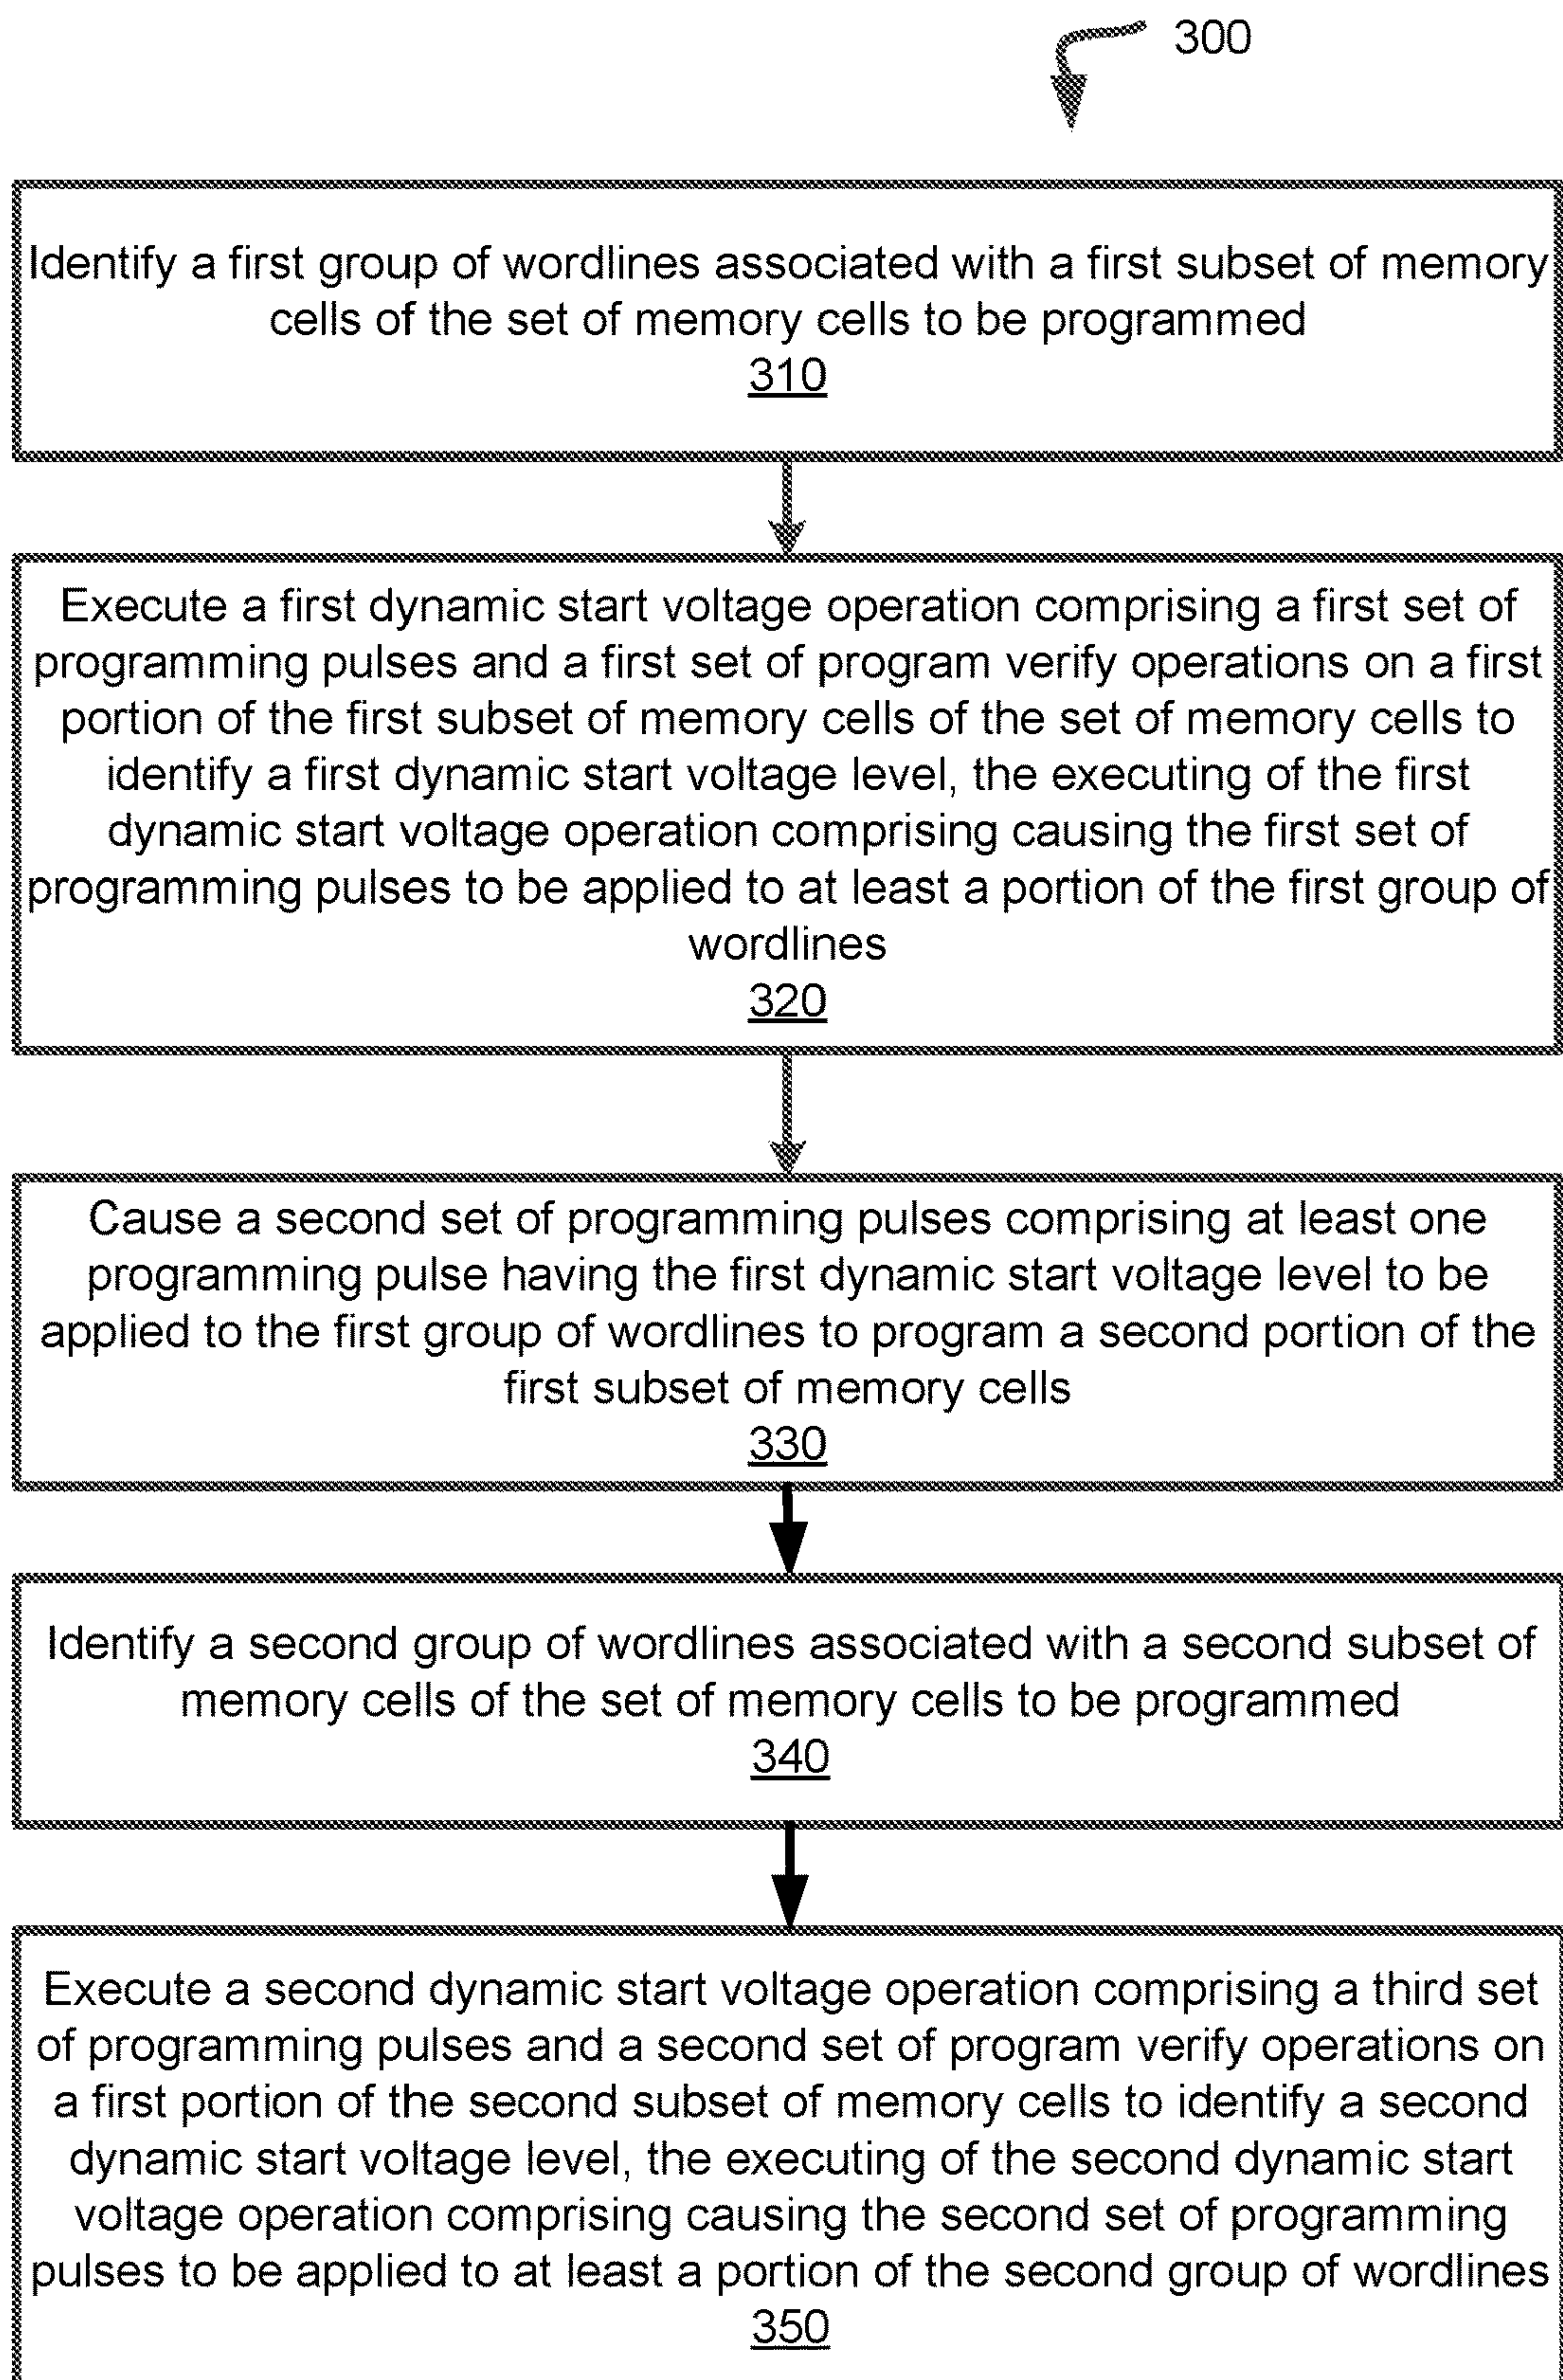 300
Identify a first group of wordlines associated with a first subset of memory
cells of the set of memory cells to be programmed
310
Execute a first dynamic start voltage operation comprising a first set of
programming pulses and a first set of program verify operations on a first
portion of the first subset of memory cells of the set of memory cells to
identify a first dynamic start voltage level, the executing of the first
dynamic start voltage operation comprising causing the first set of
programming pulses to be applied to at least a portion of the first group of
wordlines
320
Cause a second set of programming pulses comprising at least one
programming pulse having the first dynamic start voltage level to be
applied to the first group of wordlines to program a second portion of the
first subset of memory cells
330
Identify a second group of wordlines associated with a second subset of
memory cells of the set of memory cells to be programmed
340
Execute a second dynamic start voltage operation comprising a third set
of programming pulses and a second set of program verify operations on
a first portion of the second subset of memory cells to identify a second
dynamic start voltage level, the executing of the second dynamic start
voltage operation comprising causing the second set of programming
pulses to be applied to at least a portion of the second group of wordlines
350